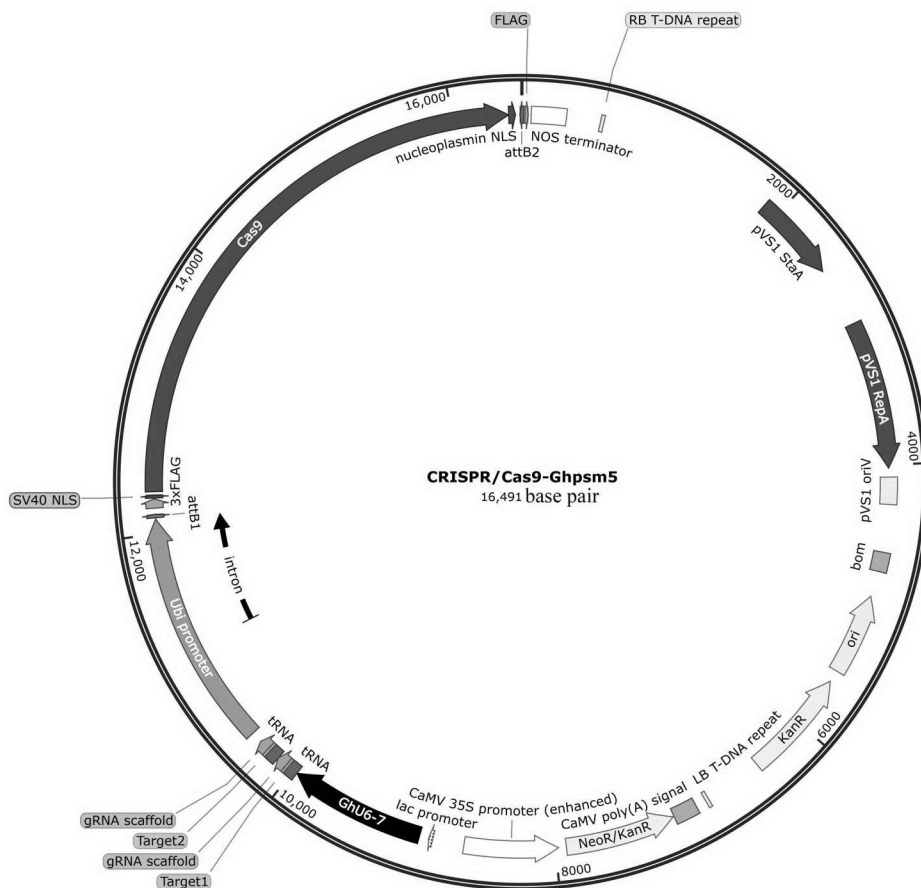 FLAG
RB T-DNA repeat
16,000
nucleoplasmin NLS
attB2
NOS terminator
2000
pVS1 StaA
Cas9
14,000
pVS1 RepA
4000
CRISPR/Cas9-Ghpsm5
16,491 base pair
SV40 NLS
3xFLAG
attB1
pVS1 oriV
12,000
intron
bom
Ubi promoter
ori
KanR
6000
LB T-DNA repeat
tRNA
tRNA
10,000
GhU6-7
CaMV 35S promoter (enhanced)
lac promoter
CaMV poly(A) signal
NeoR/KanR
8000
gRNA scaffold
Target2
gRNA scaffold
Target1